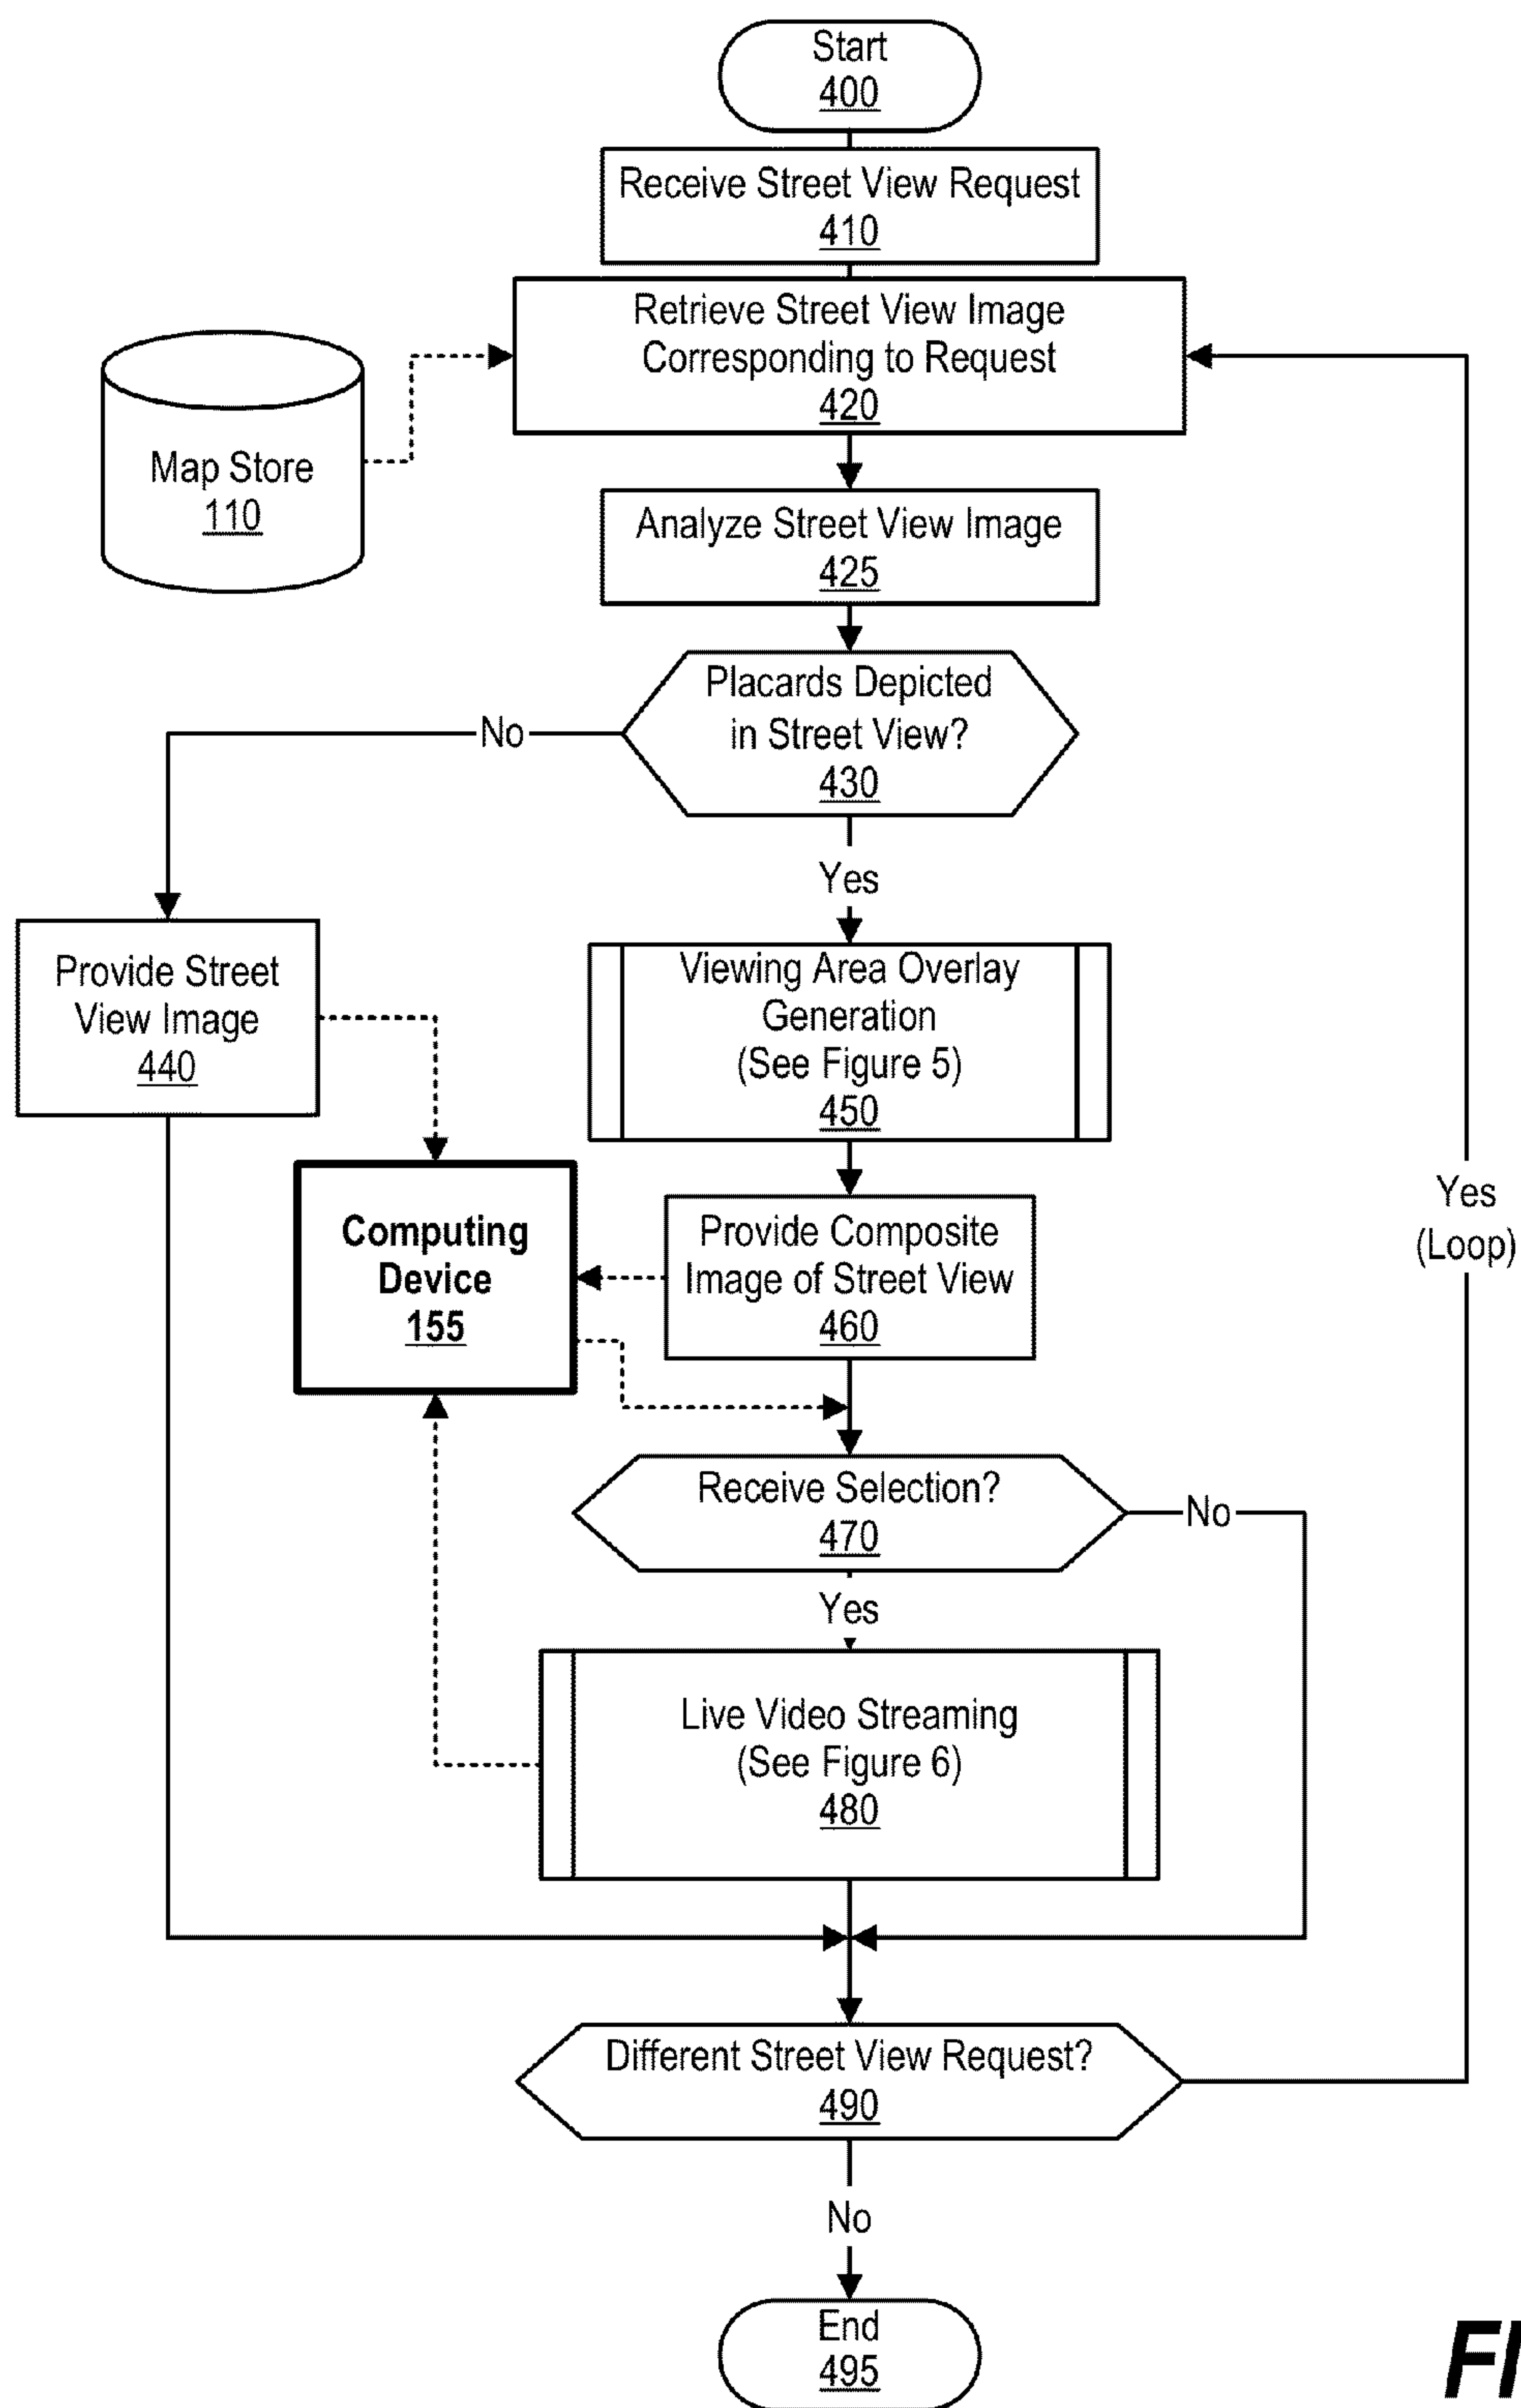 Start
400
Receive Street View Request
410
Retrieve Street View Image
Corresponding to Request
420
Map Store
110
Analyze Street View Image
425
Placards Depicted
in Street View?
430
No
Yes
Provide Street
View Image
440
Viewing Area Overlay
Generation
(See Figure 5)
450
Computing
Device
155
Provide Composite
Image of Street View
460
Yes
(Loop)
Receive Selection?
470
No
Yes
Live Video Streaming
(See Figure 6)
480
Different Street View Request?
490
No
End
495